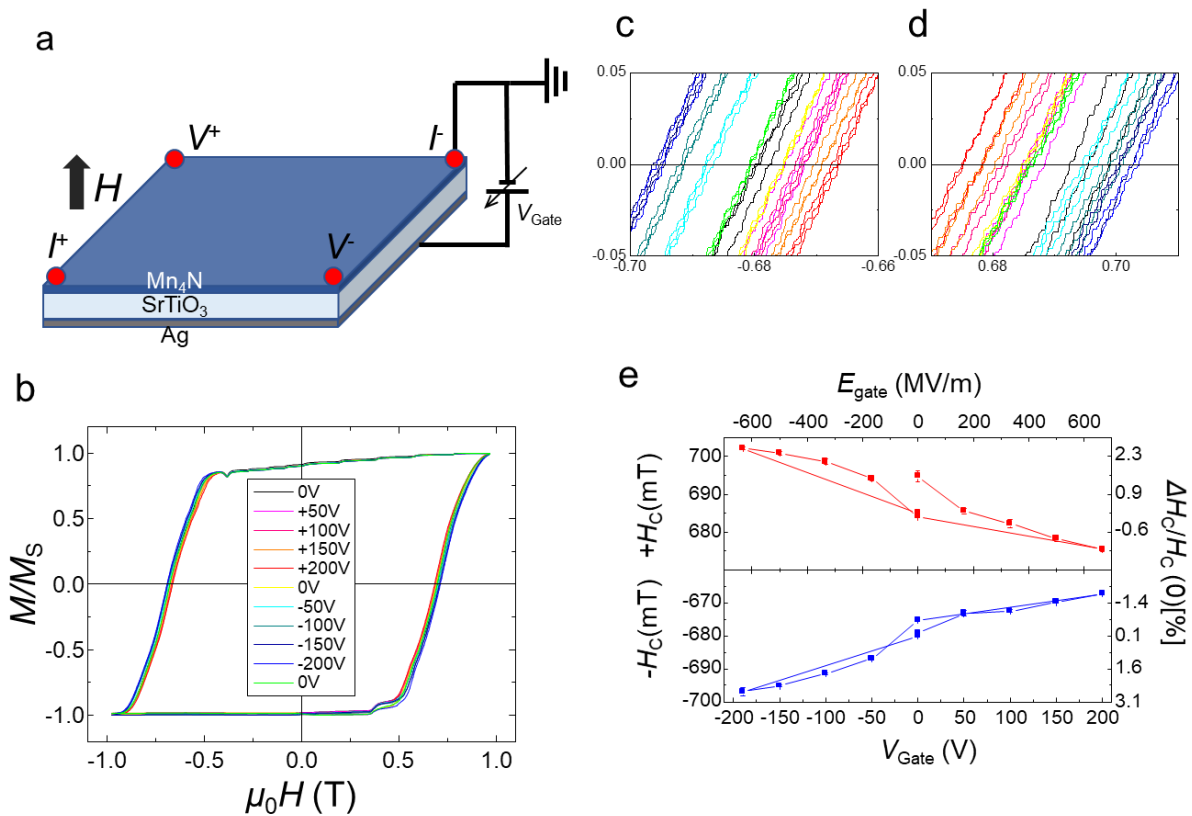 a
H
V+
I-
I+
V-
VGate
Mn4N
SrTiO3
Ag
b
M/MS
1.0
0.5
0.0
-0.5
-1.0
0V
+50V
+100V
+150V
+200V
0V
-50V
-100V
-150V
-200V
0V
-1.0 -0.5 0.0 0.5 1.0
μ0H (T)
c
0.05
0.00
-0.05
-0.70 -0.68 -0.66
d
0.05
0.00
-0.05
0.68 0.70
e
Egate (MV/m)
-600 -400 -200 0 200 400 600
+HC(mT)
700
690
680
2.3
0.9
-0.6
-HC(mT)
-670
-680
-690
-700
-1.4
0.1
1.6
3.1
ΔHC/HC (0)[%]
-200 -150 -100 -50 0 50 100 150 200
VGate (V)